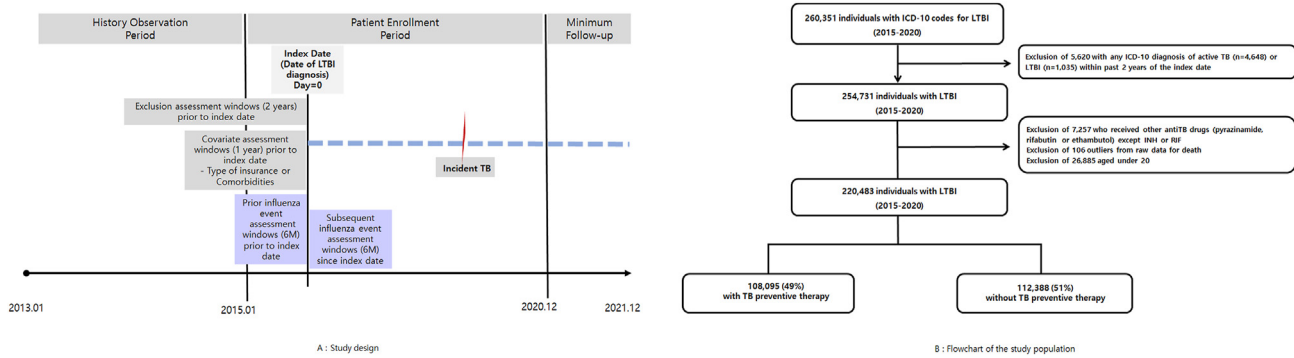 History Observation
Period
Patient Enrollment
Period
Minimum
Follow-up
Index Date
(Date of LTBI
diagnosis)
Day=0
Exclusion assessment windows (2 years)
prior to index date
Covariate assessment
windows (1 year) prior to
index date
- Type of insurance or
Comorbidities
Incident TB
Prior influenza
event
assessment
windows (6M)
prior to index
date
Subsequent
influenza event
assessment
windows (6M)
since index date
2013.01
2015.01
2020.12
2021.12
A : Study design
260,351 individuals with ICD-10 codes for LTBI
(2015-2020)
Exclusion of 5,620 with any ICD-10 diagnosis of active TB (n=4,648) or
LTBI (n=1,035) within past 2 years of the index date
254,731 individuals with LTBI
(2015-2020)
Exclusion of 7,257 who received other antiTB drugs (pyrazinamide,
rifabutin or ethambutol) except INH or RIF
Exclusion of 106 outliers from raw data for death
Exclusion of 26,885 aged under 20
220,483 individuals with LTBI
(2015-2020)
108,095 (49%)
with TB preventive therapy
112,388 (51%)
without TB preventive therapy
B : Flowchart of the study population